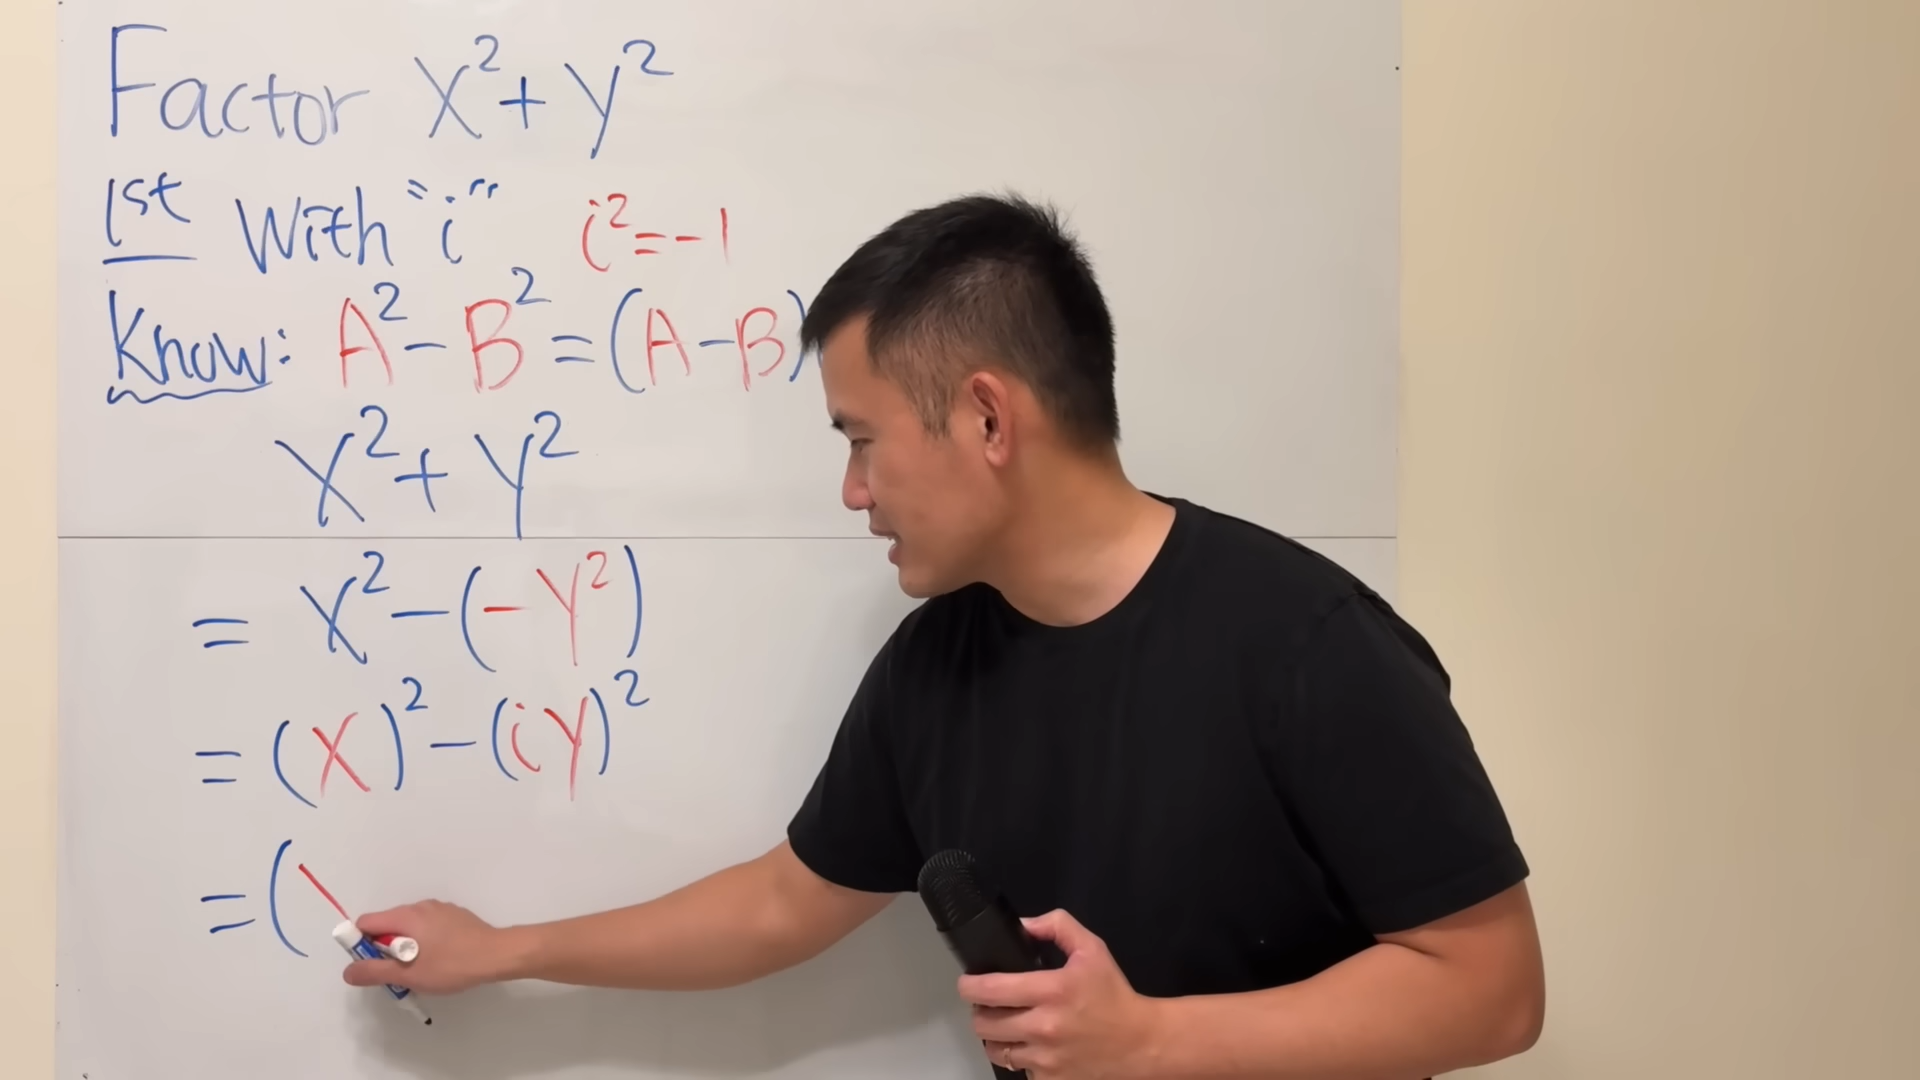 Factor X²+Y²
1st With "i" i²=-1
Know: A²-B²=(A-B)
X²+Y²
= X²-(-Y²)
=(X)²-(iY)²
=(